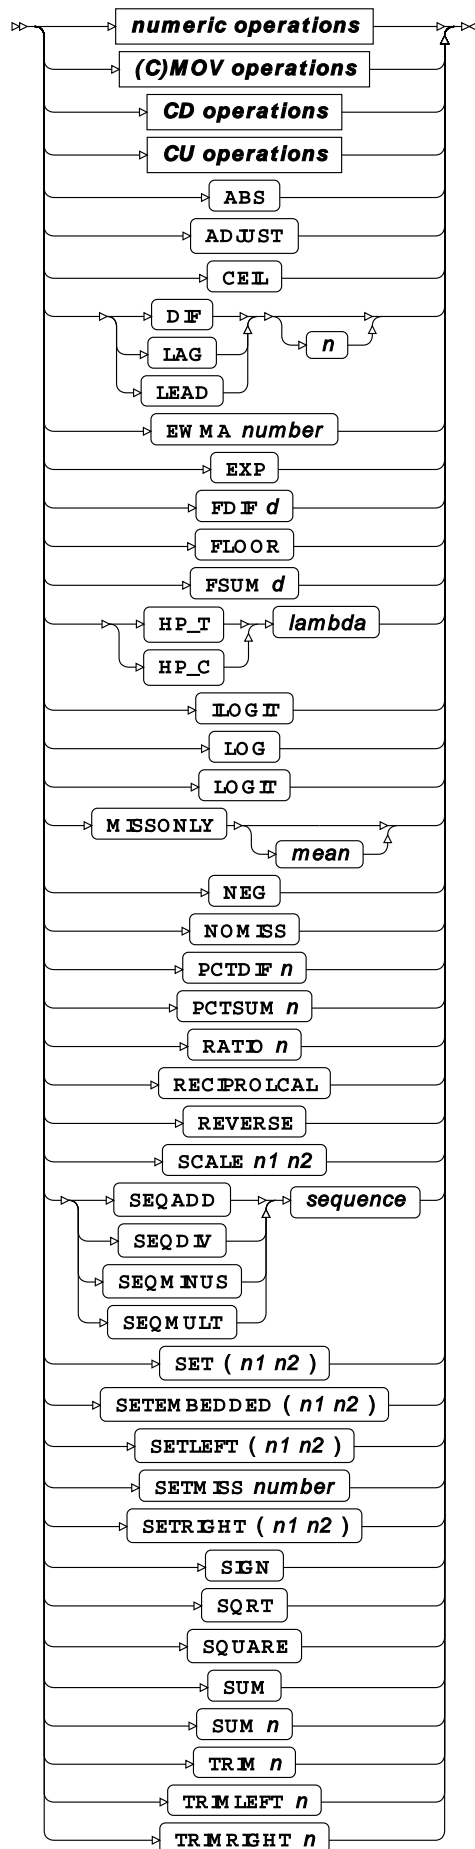 numeric operations
(C)MOV operations
CD operations
CU operations
ABS
ADJUST
CEIL
DIF
n
LAG
LEAD
EWMA number
EXP
FDIF d
FLOOR
FSUM d
HP_T
lambda
HP_C
ILOGIT
LOG
LOGIT
MISSONLY
mean
NEG
NOMISS
PCTDIF n
PCTSUM n
RATIO n
RECIPROLCAL
REVERSE
SCALE n1 n2
SEQADD
sequence
SEQDIV
SEQMINUS
SEQMULT
SET ( n1 n2 )
SETEMBEDDED ( n1 n2 )
SETLEFT ( n1 n2 )
SETMISS number
SETRIGHT ( n1 n2 )
SIGN
SQRT
SQUARE
SUM
SUM n
TRIM n
TRIMLEFT n
TRIMRIGHT n